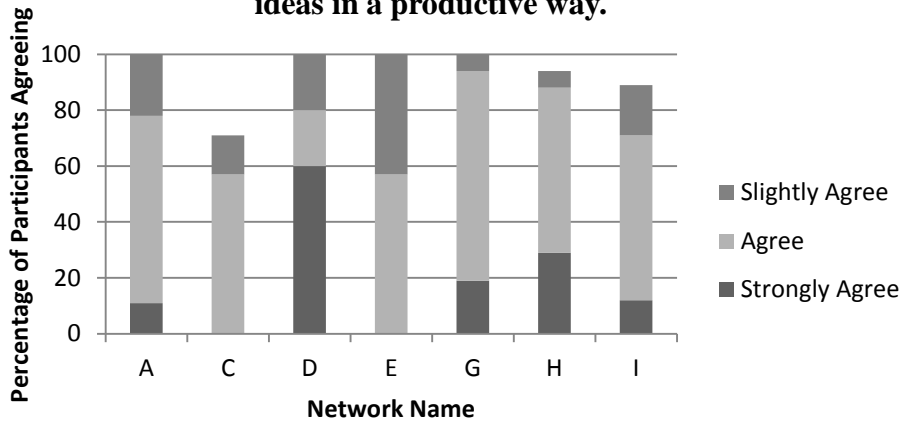 ideas in a productive way.
Percentage of Participants Agreeing
100
80
60
40
20
0
A C D E G H I
Network Name
Slightly Agree
Agree
Strongly Agree